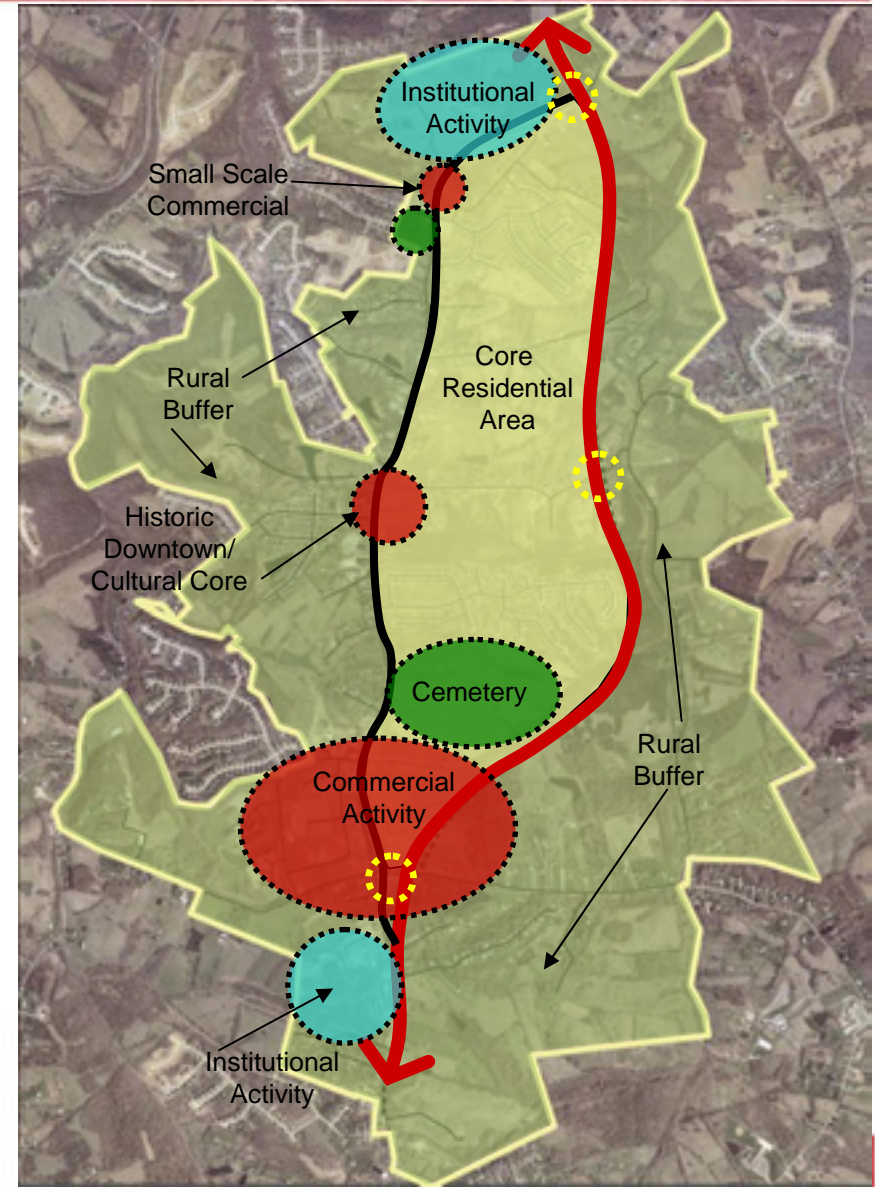 Institutional
Activity
Small Scale
Commercial
Core
Residential
Area
Rural
Buffer
Historic
Downtown/
Cultural Core
Cemetery
Rural
Buffer
Commercial
Activity
Institutional
Activity